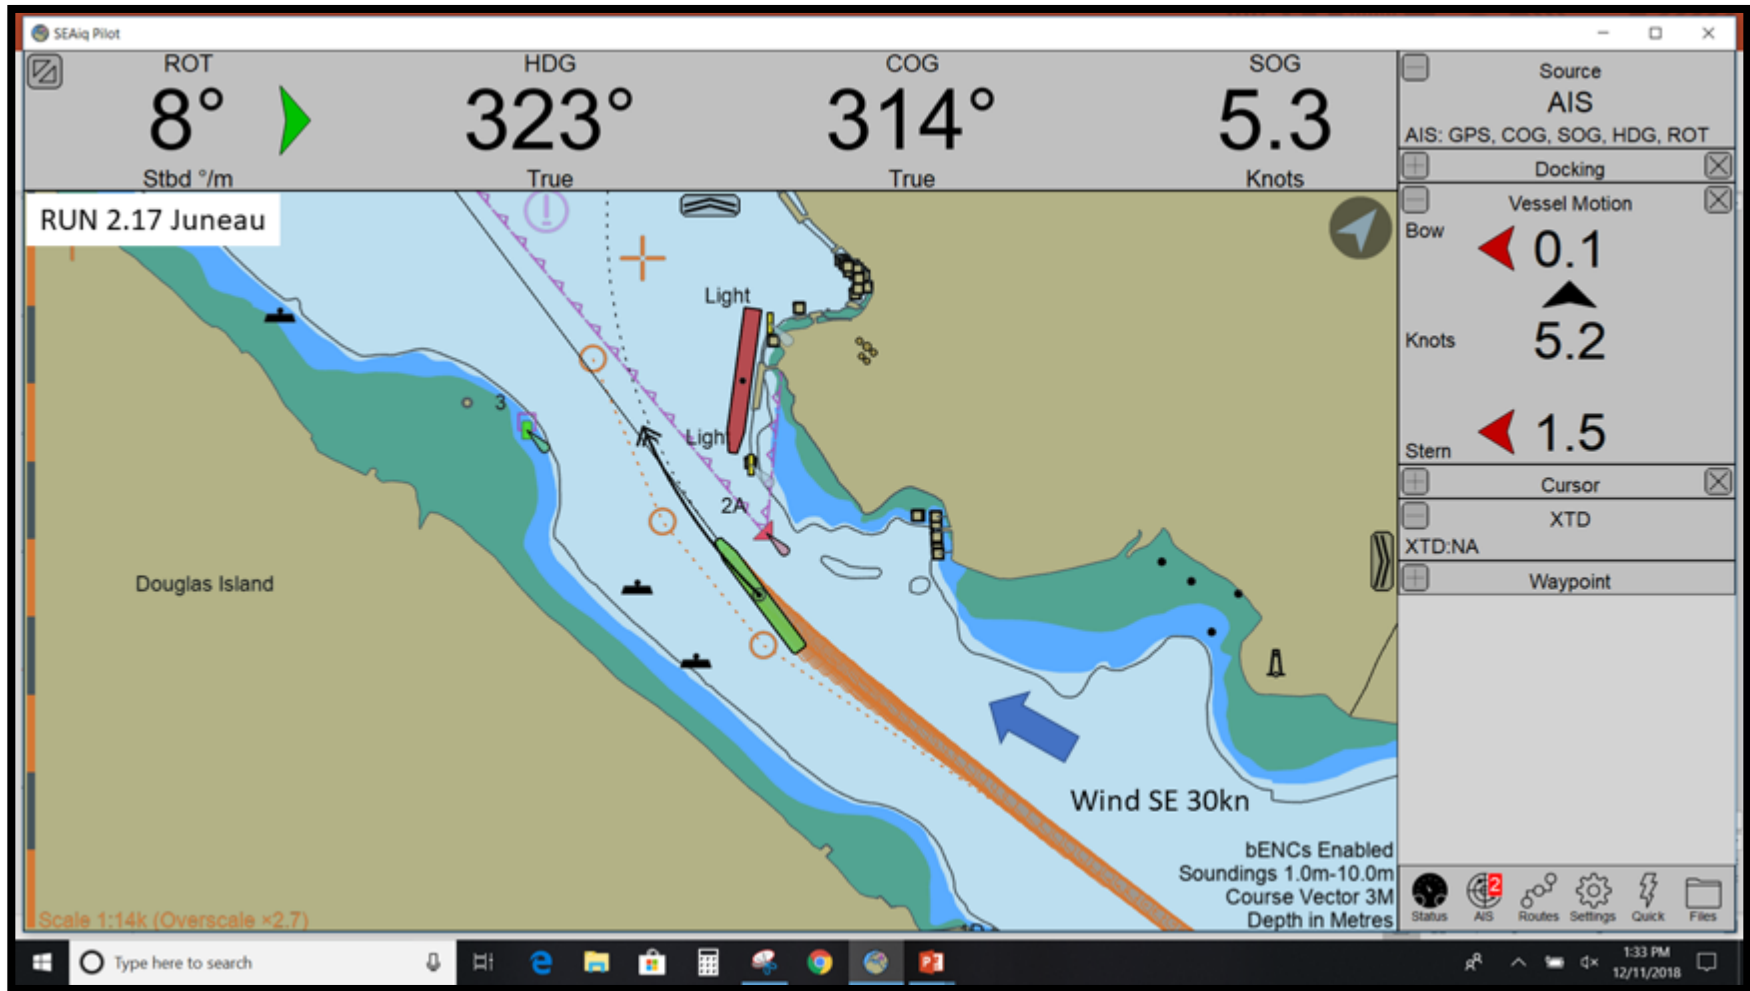 SEAiq Pilot
ROT
HDG
COG
SOG
8°
323°
314°
5.3
Stbd °/m
True
True
Knots
Source
AIS
AIS: GPS, COG, SOG, HDG, ROT
Docking
Vessel Motion
Bow
0.1
Knots
5.2
Stern
1.5
Cursor
XTD
XTD:NA
Waypoint
RUN 2.17 Juneau
Light
3
Light
2A
Douglas Island
Wind SE 30kn
bENCs Enabled
Soundings 1.0m-10.0m
Course Vector 3M
Depth in Metres
Scale 1:14k (Overscale ×2.7)
2
Status
AIS
Routes
Settings
Quick
Files
Type here to search
1:33 PM
12/11/2018